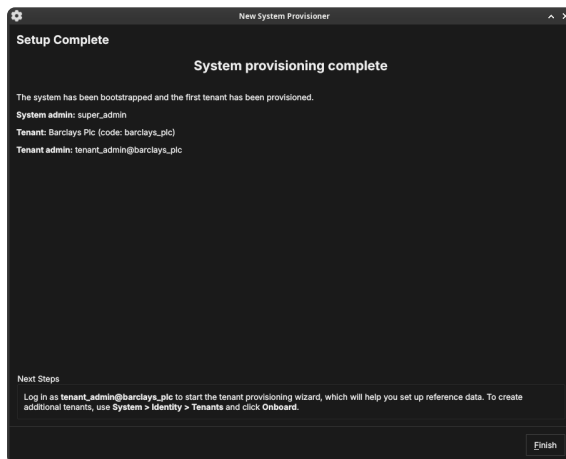 New System Provisioner
Setup Complete
System provisioning complete
The system has been bootstrapped and the first tenant has been provisioned.
System admin: super_admin
Tenant: Barclays Plc (code: barclays_plc)
Tenant admin: tenant_admin@barclays_plc
Next Steps
Log in as tenant_admin@barclays_plc to start the tenant provisioning wizard, which will help you set up reference data. To create
additional tenants, use System > Identity > Tenants and click Onboard.
Finish